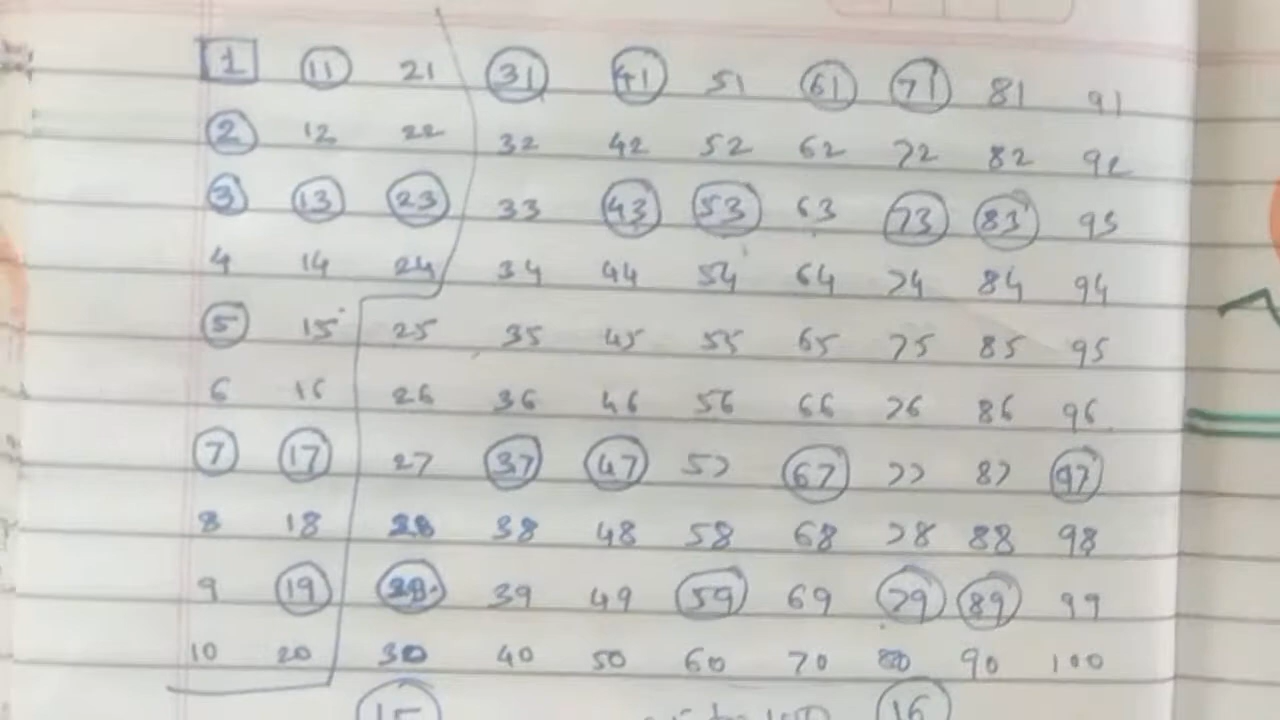 1 11 21 31 41 51 61 71 81 91
2 12 22 32 42 52 62 72 82 92
3 13 23 33 43 53 63 73 83 93
4 14 24 34 44 54 64 74 84 94
5 15 25 35 45 55 65 75 85 95
6 16 26 36 46 56 66 76 86 96
7 17 27 37 47 57 67 77 87 97
8 18 28 38 48 58 68 78 88 98
9 19 29 39 49 59 69 79 89 99
10 20 30 40 50 60 70 80 90 100
15 16